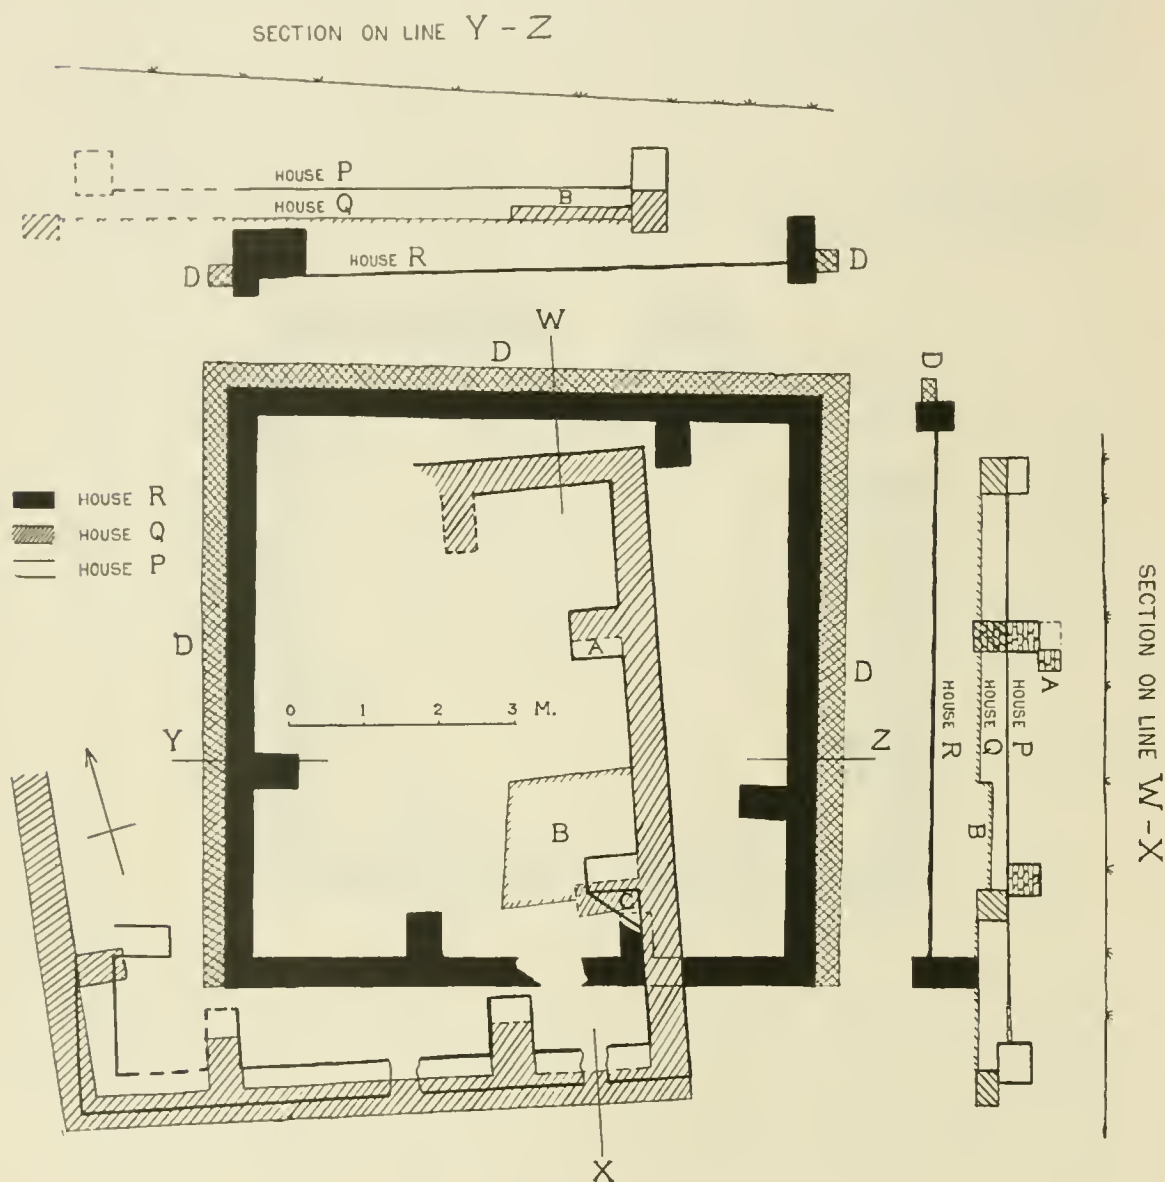 SECTION ON LINE Y - Z
HOUSE P
B
HOUSE Q
D
HOUSE R
D
W
D
D
HOUSE R
HOUSE Q
HOUSE P
A
D
D
0 1 2 3 M.
Y
Z
B
C
X
HOUSE R
HOUSE Q
HOUSE P
A
B
SECTION ON LINE W - X